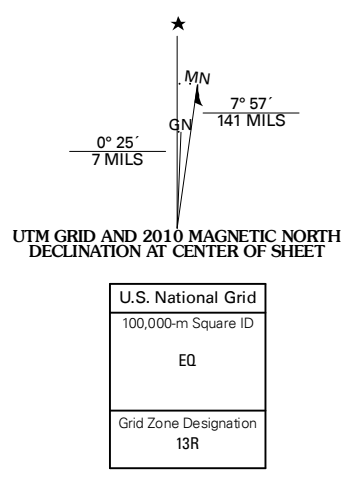 MN
GN
7° 57´
141 MILS
0° 25´
7 MILS
UTM GRID AND 2010 MAGNETIC NORTH
DECLINATION AT CENTER OF SHEET
U.S. National Grid
100,000-m Square ID
EQ
Grid Zone Designation
13R